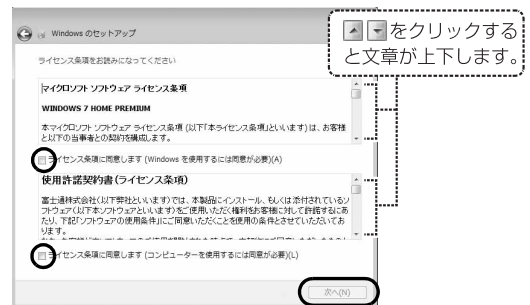 Windows のセットアップ
ライセンス条項をお読みになってください
マイクロソフト ソフトウェア ライセンス条項
WINDOWS 7 HOME PREMIUM
本マイクロソフト ソフトウェア ライセンス条項 (以下「本ライセンス条項」といいます) は、お客様
と以下の当事者との契約を構成します。
ライセンス条項に同意します (Windows を使用するには同意が必要)(A)
使用許諾契約書(ライセンス条項)
富士通株式会社(以下弊社といいます)では、本製品にインストール、もしくは添付されているソ
フトウェア(以下本ソフトウェアといいます)をご使用いただく権利をお客様に対して許諾するにあ
たり、下記「ソフトウェアの使用条件」にご同意いただくことを使用の条件とさせていただいてお
ります。
ライセンス条項に同意します (コンピューターを使用するには同意が必要)(L)
次へ(N)
をクリックする
と文章が上下します。